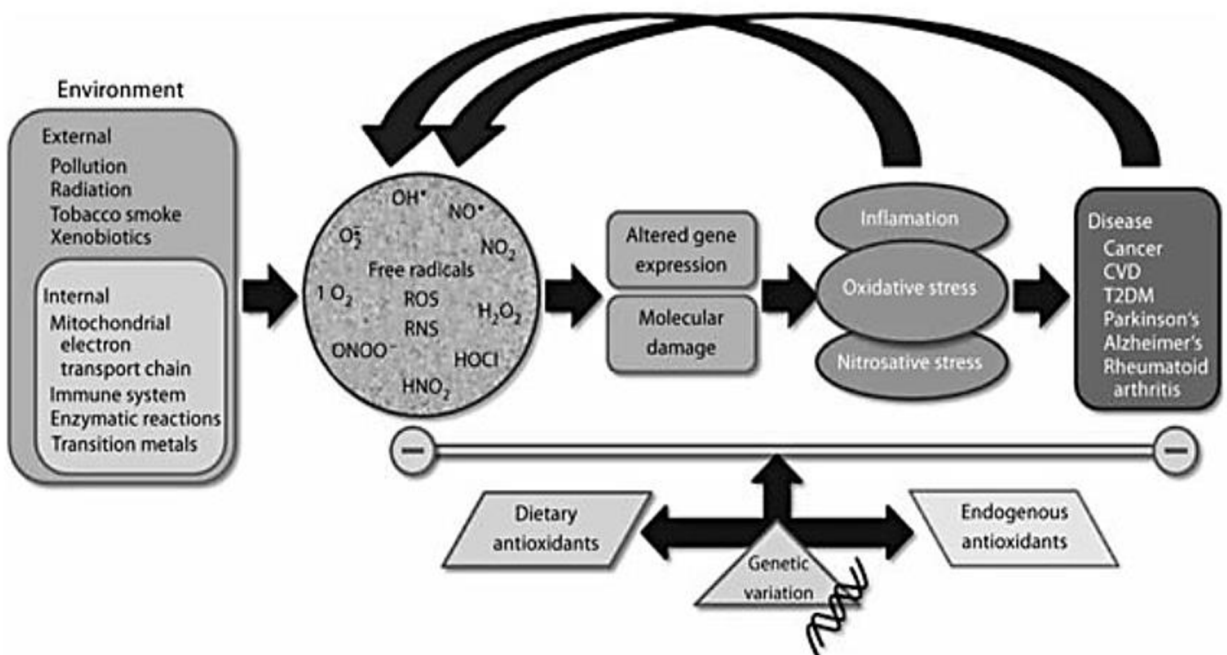 Environment
External
Pollution
Radiation
Tobacco smoke
Xenobiotics
Internal
Mitochondrial
electron
transport chain
Immune system
Enzymatic reactions
Transition metals
OH•
NO•
O₂⁻
NO₂
Free radicals
1 O₂
ROS
H₂O₂
RNS
ONOO⁻
HOCl
HNO₂
Altered gene
expression
Molecular
damage
Inflamation
Oxidative stress
Nitrosative stress
Disease
Cancer
CVD
T2DM
Parkinson's
Alzheimer's
Rheumatoid
arthritis
−
−
Dietary
antioxidants
Genetic
variation
Endogenous
antioxidants